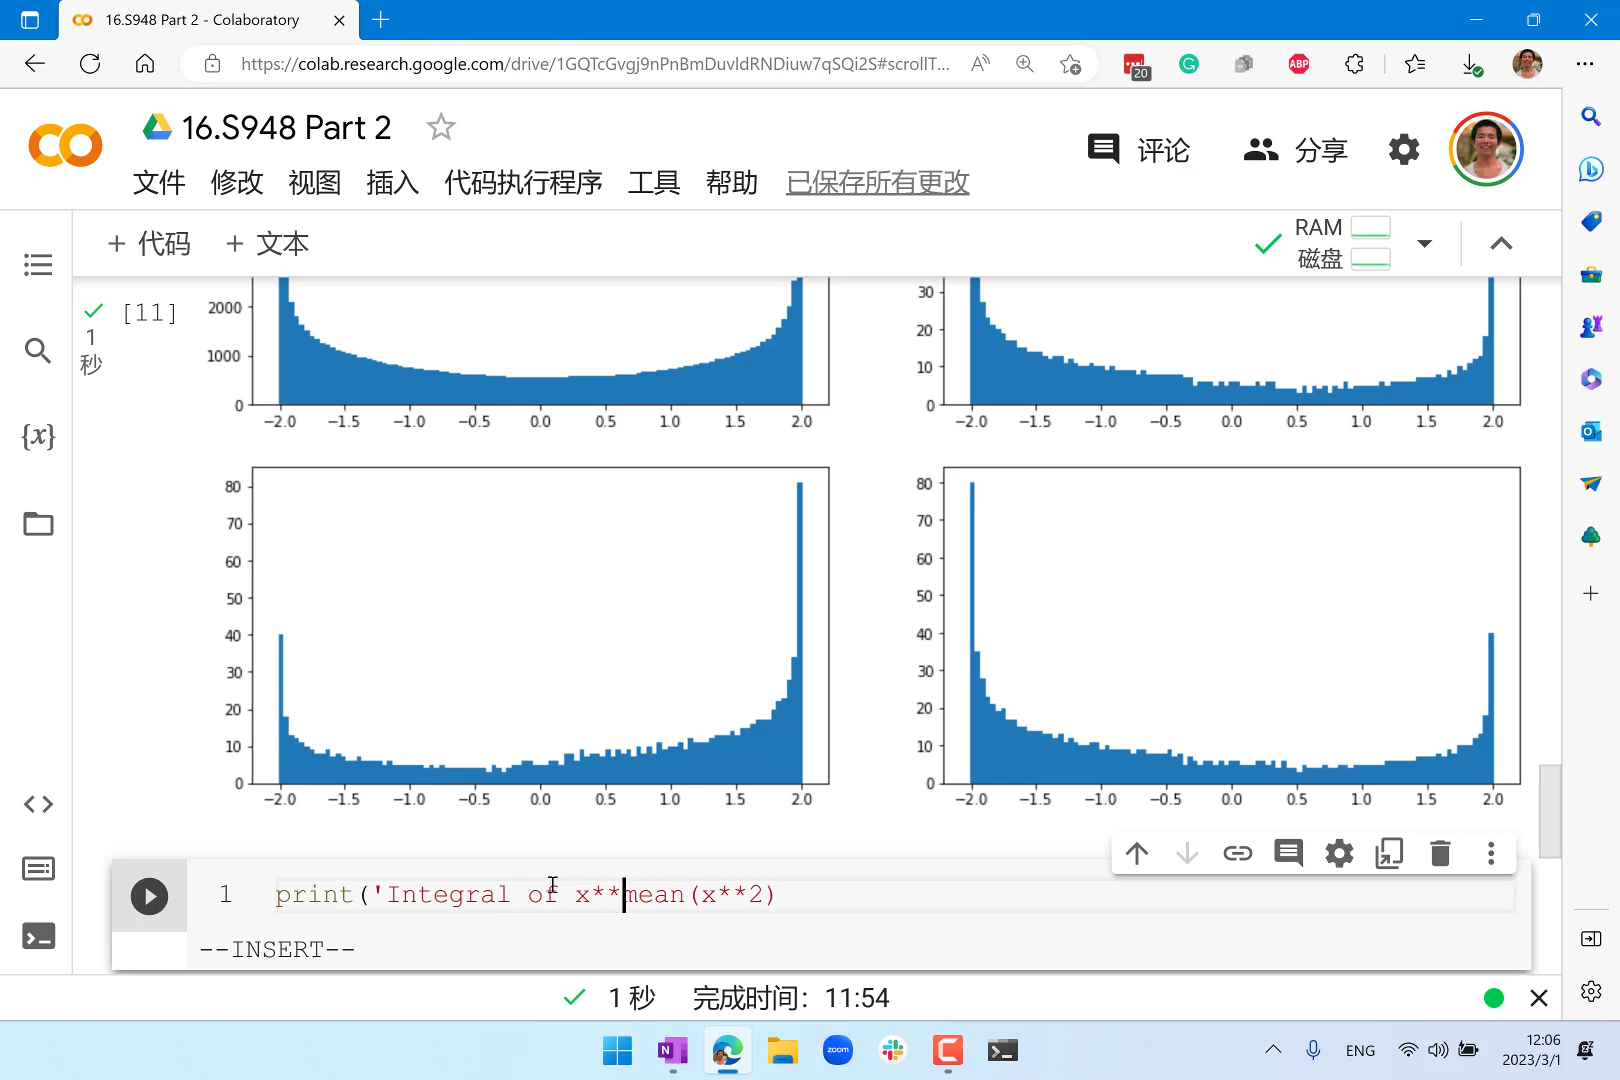 16.S948 Part 2 - Colaboratory
https://colab.research.google.com/drive/1GQTcGvgj9nPnBmDuvldRNDiuw7qSQi2S#scrollT...
20
ABP
16.S948 Part 2
评论
分享
文件 修改 视图 插入 代码执行程序 工具 帮助 已保存所有更改
+ 代码 + 文本
RAM
磁盘
[11]
1
秒
2000
1000
0
−2.0 −1.5 −1.0 −0.5 0.0 0.5 1.0 1.5 2.0
30
20
10
0
−2.0 −1.5 −1.0 −0.5 0.0 0.5 1.0 1.5 2.0
80
70
60
50
40
30
20
10
0
−2.0 −1.5 −1.0 −0.5 0.0 0.5 1.0 1.5 2.0
80
70
60
50
40
30
20
10
0
−2.0 −1.5 −1.0 −0.5 0.0 0.5 1.0 1.5 2.0
1 print('Integral of x**mean(x**2)
--INSERT--
1 秒 完成时间: 11:54
zoom
ENG
12:06
2023/3/1